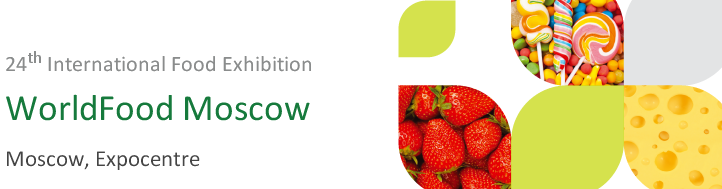 24th International Food Exhibition
WorldFood Moscow
Moscow, Expocentre